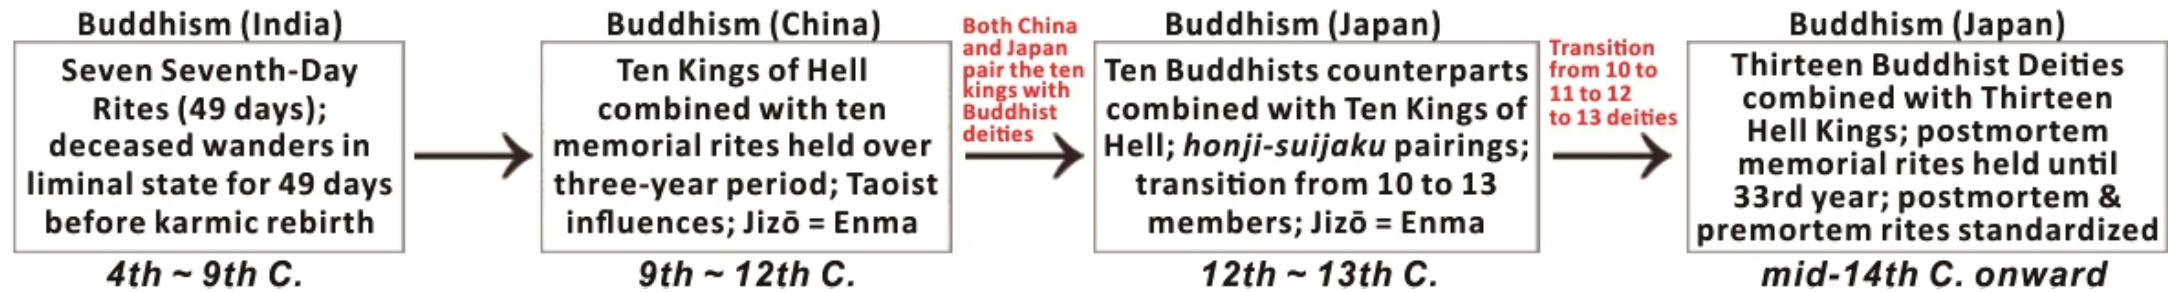 Buddhism (India)
Seven Seventh-Day
Rites (49 days);
deceased wanders in
liminal state for 49 days
before karmic rebirth
4th ~ 9th C.
Buddhism (China)
Ten Kings of Hell
combined with ten
memorial rites held over
three-year period; Taoist
influences; Jizō = Enma
9th ~ 12th C.
Both China
and Japan
pair the ten
kings with
Buddhist
deities
Buddhism (Japan)
Ten Buddhists counterparts
combined with Ten Kings of
Hell; honji-suijaku pairings;
transition from 10 to 13
members; Jizō = Enma
12th ~ 13th C.
Transition
from 10 to
11 to 12
to 13 deities
Buddhism (Japan)
Thirteen Buddhist Deities
combined with Thirteen
Hell Kings; postmortem
memorial rites held until
33rd year; postmortem &
premortem rites standardized
mid-14th C. onward